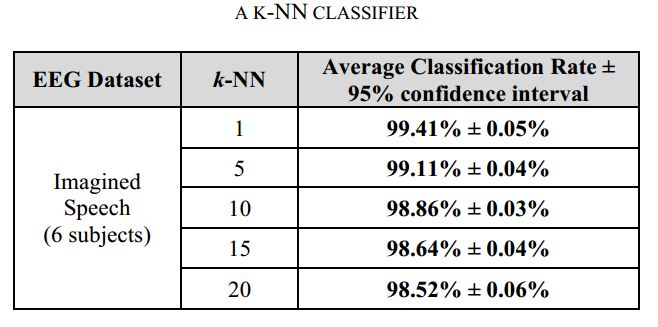 A K-NN CLASSIFIER
EEG Dataset k-NN Average Classification Rate ±
95% confidence interval
Imagined
Speech
(6 subjects)
1 99.41% ± 0.05%
5 99.11% ± 0.04%
10 98.86% ± 0.03%
15 98.64% ± 0.04%
20 98.52% ± 0.06%